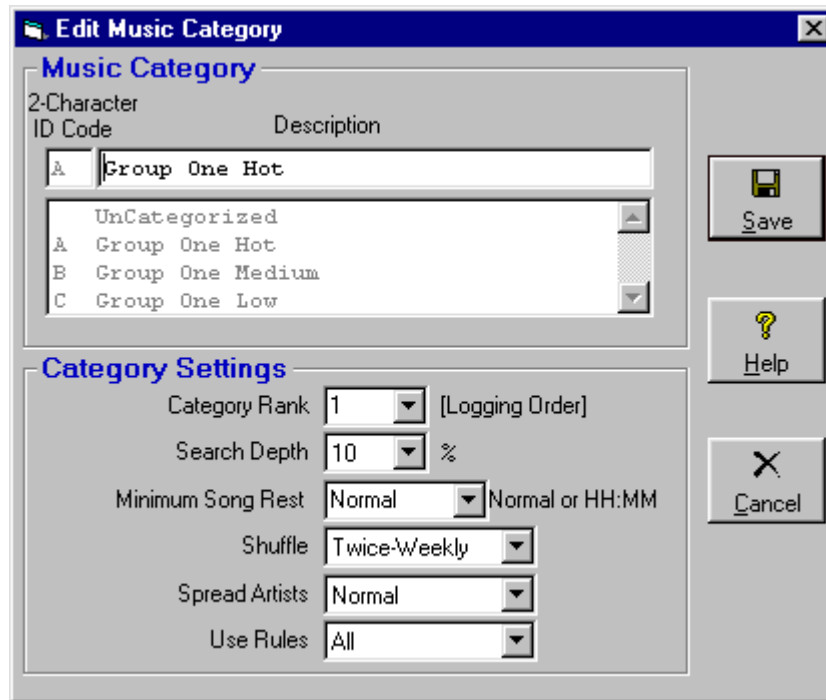 Edit Music Category
Music Category
2-Character
ID Code Description
A Group One Hot
UnCategorized
A Group One Hot
B Group One Medium
C Group One Low
Save
Help
Category Settings
Category Rank 1 [Logging Order]
Search Depth 10 %
Minimum Song Rest Normal Normal or HH:MM
Cancel
Shuffle Twice-Weekly
Spread Artists Normal
Use Rules All